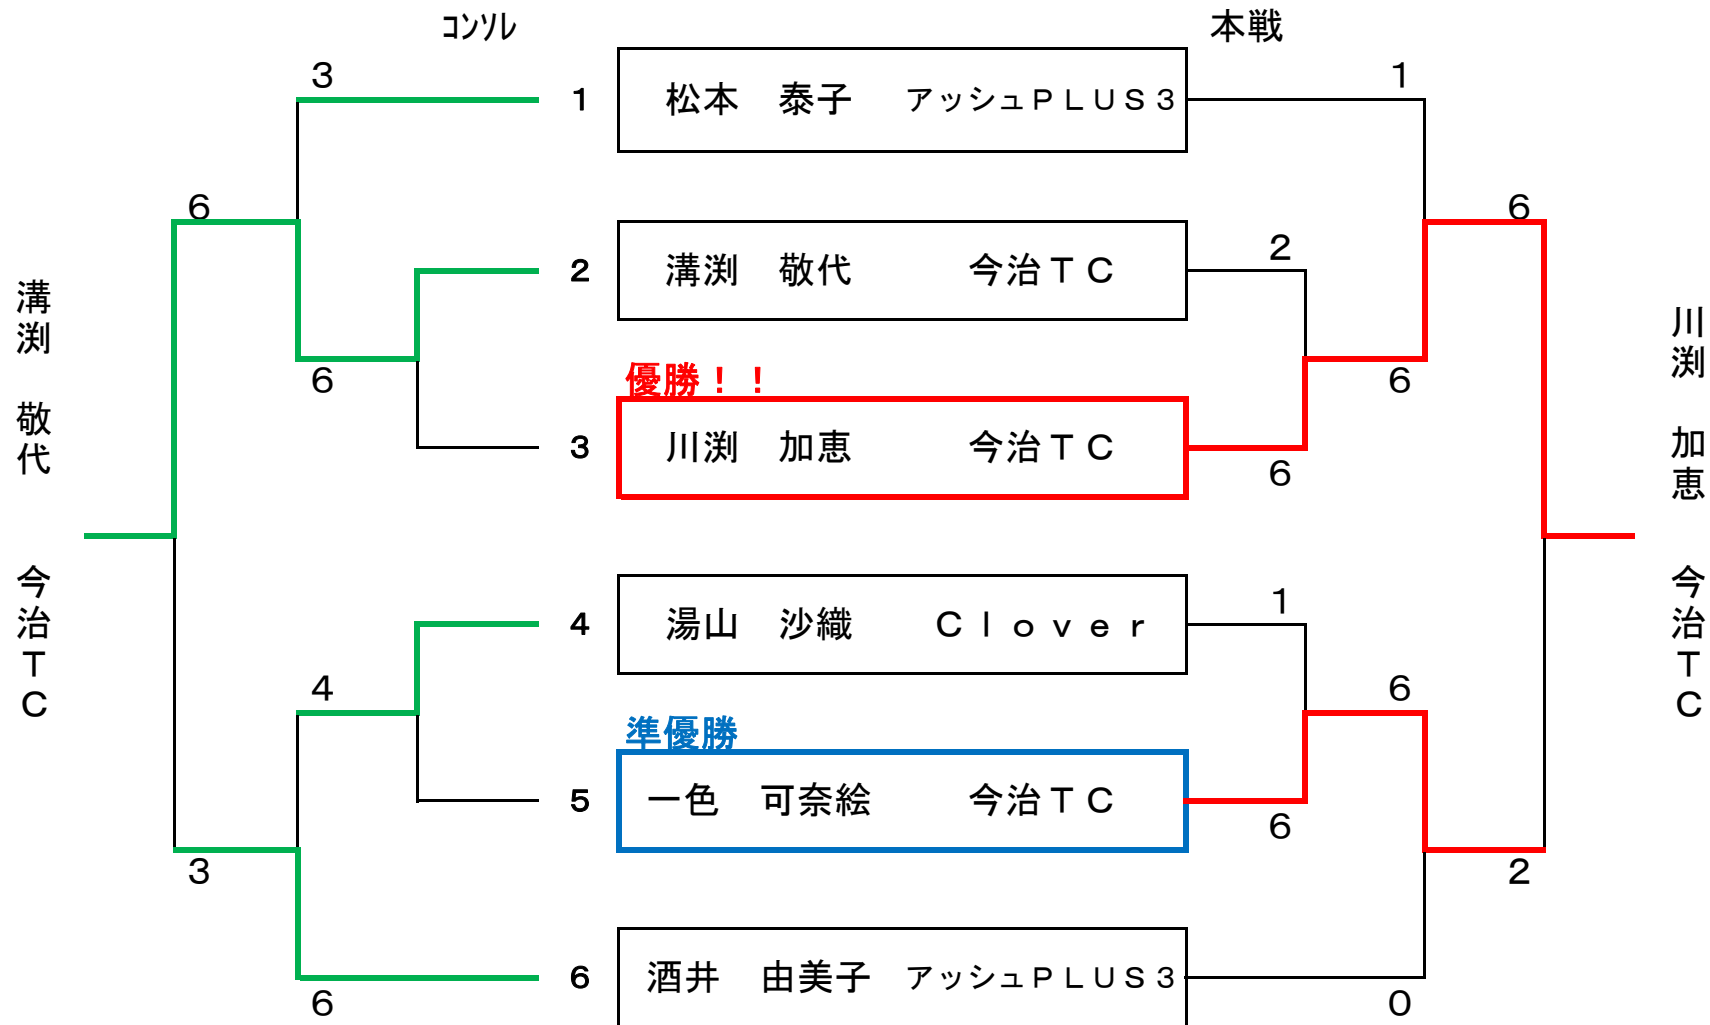 ｺﾝｿﾚ 本戦
3 1
1 松本 泰子 アッシュＰＬＵＳ３
6 6
2 溝渕 敬代 今治ＴＣ 2
優勝！！
6 6
3 川渕 加恵 今治ＴＣ
6
溝渕 敬代 今治ＴＣ
川渕 加恵 今治ＴＣ
1
4 湯山 沙織 Ｃｌｏｖｅｒ
4 6
準優勝
5 一色 可奈絵 今治ＴＣ
6
3 2
6 酒井 由美子 アッシュＰＬＵＳ３
6 0